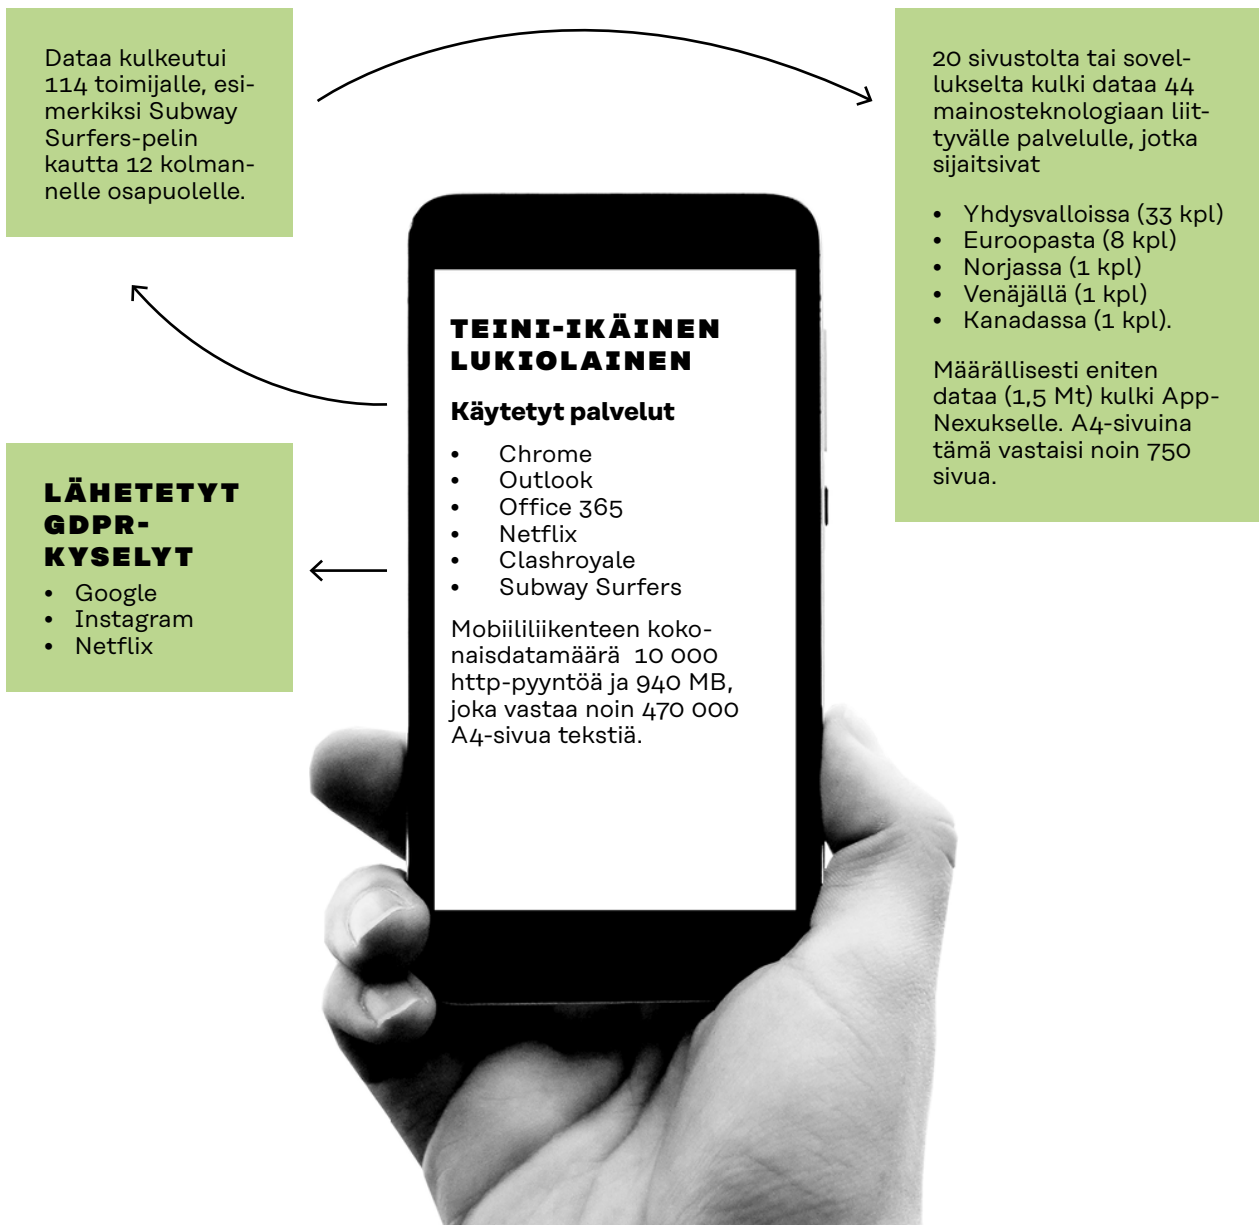 Dataa kulkeutui
114 toimijalle, esi-
merkiksi Subway
Surfers-pelin
kautta 12 kolman-
nelle osapuolelle.
20 sivustolta tai sovel-
lukselta kulki dataa 44
mainosteknologiaan liit-
tyvälle palvelulle, jotka
sijaitsivat
• Yhdysvalloissa (33 kpl)
• Euroopasta (8 kpl)
• Norjassa (1 kpl)
• Venäjällä (1 kpl)
• Kanadassa (1 kpl).
Määrällisesti eniten
dataa (1,5 Mt) kulki App-
Nexukselle. A4-sivuina
tämä vastaisi noin 750
sivua.
TEINI-IKÄINEN
LUKIOLAINEN
Käytetyt palvelut
• Chrome
• Outlook
• Office 365
• Netflix
• Clashroyale
• Subway Surfers
Mobiililiikenteen koko-
naisdatamäärä 10 000
http-pyyntöä ja 940 MB,
joka vastaa noin 470 000
A4-sivua tekstiä.
LÄHETETYT
GDPR-
KYSELYT
• Google
• Instagram
• Netflix